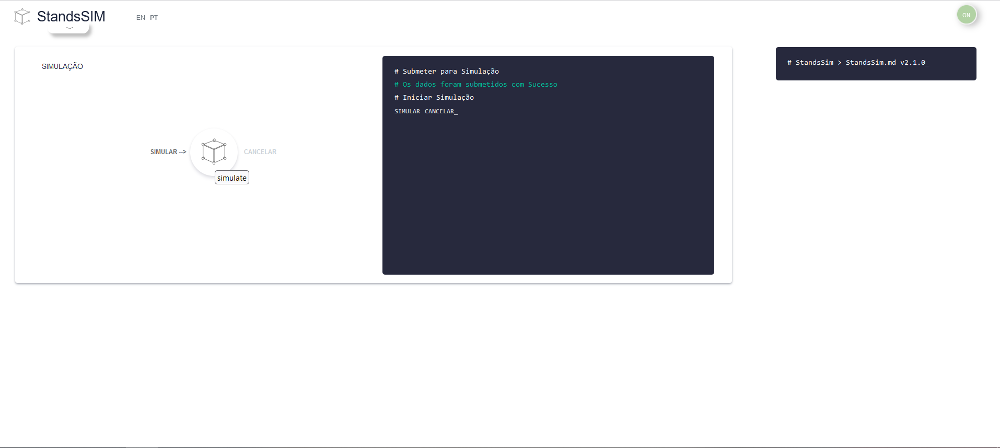 StandsSIM
EN PT
ON
SIMULAÇÃO
SIMULAR --> CANCELAR
simulate
# Submeter para Simulação
# Os dados foram submetidos com Sucesso
# Iniciar Simulação
SIMULAR CANCELAR_
# StandsSim > StandsSim.md v2.1.0_